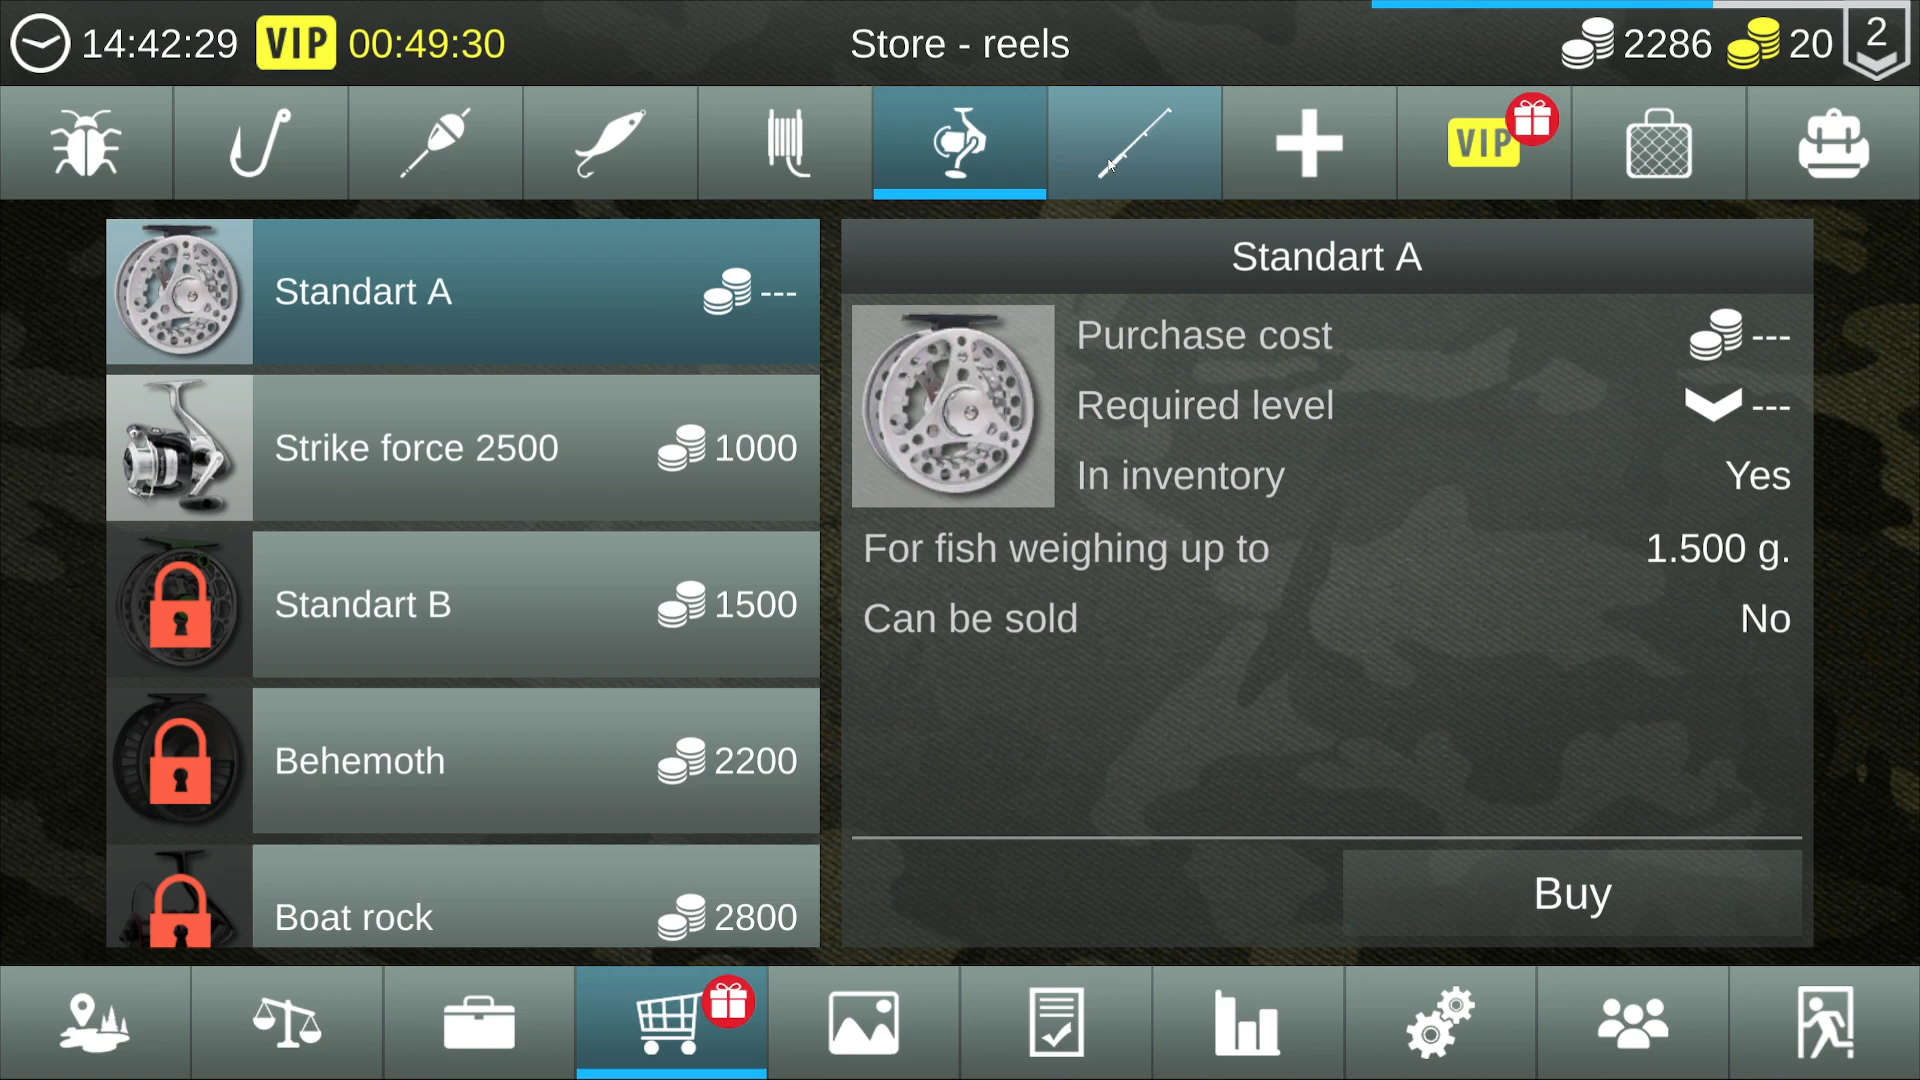 14:42:29 VIP 00:49:30 Store - reels 2286 20 2
VIP
Standart A ---
Strike force 2500 1000
Standart B 1500
Behemoth 2200
Boat rock 2800
Standart A
Purchase cost ---
Required level ---
In inventory Yes
For fish weighing up to 1.500 g.
Can be sold No
Buy